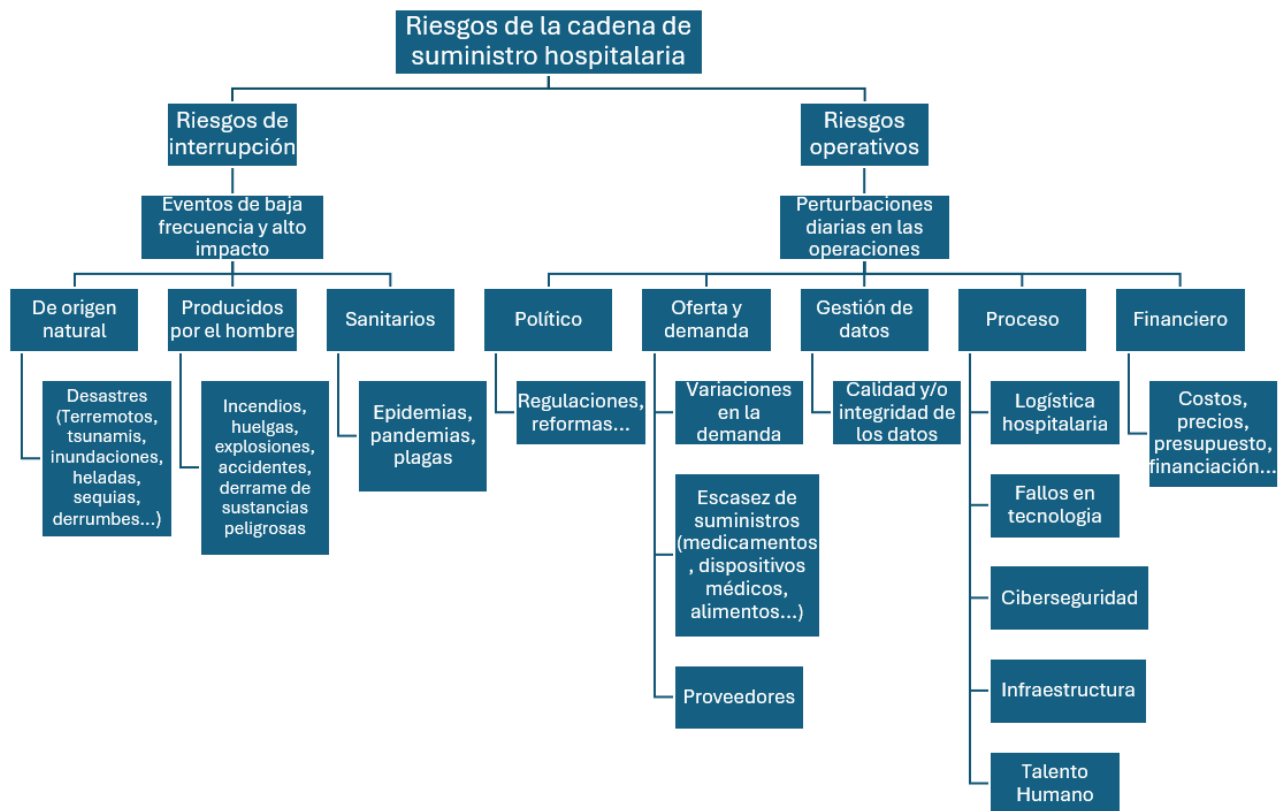 Riesgos de la cadena de
suministro hospitalaria
Riesgos de
interrupción
Riesgos
operativos
Eventos de baja
frecuencia y alto
impacto
Perturbaciones
diarias en las
operaciones
De origen
natural
Producidos
por el hombre
Sanitarios
Político
Oferta y
demanda
Gestión de
datos
Proceso
Financiero
Desastres
(Terremotos,
tsunamis,
inundaciones,
heladas,
sequias,
derrumbes...)
Incendios,
huelgas,
explosiones,
accidentes,
derrame de
sustancias
peligrosas
Epidemias,
pandemias,
plagas
Regulaciones,
reformas...
Variaciones
en la
demanda
Escasez de
suministros
(medicamentos
, dispositivos
médicos,
alimentos...)
Proveedores
Calidad y/o
integridad de
los datos
Logística
hospitalaria
Fallos en
tecnologia
Ciberseguridad
Infraestructura
Talento
Humano
Costos,
precios,
presupuesto,
financiación...